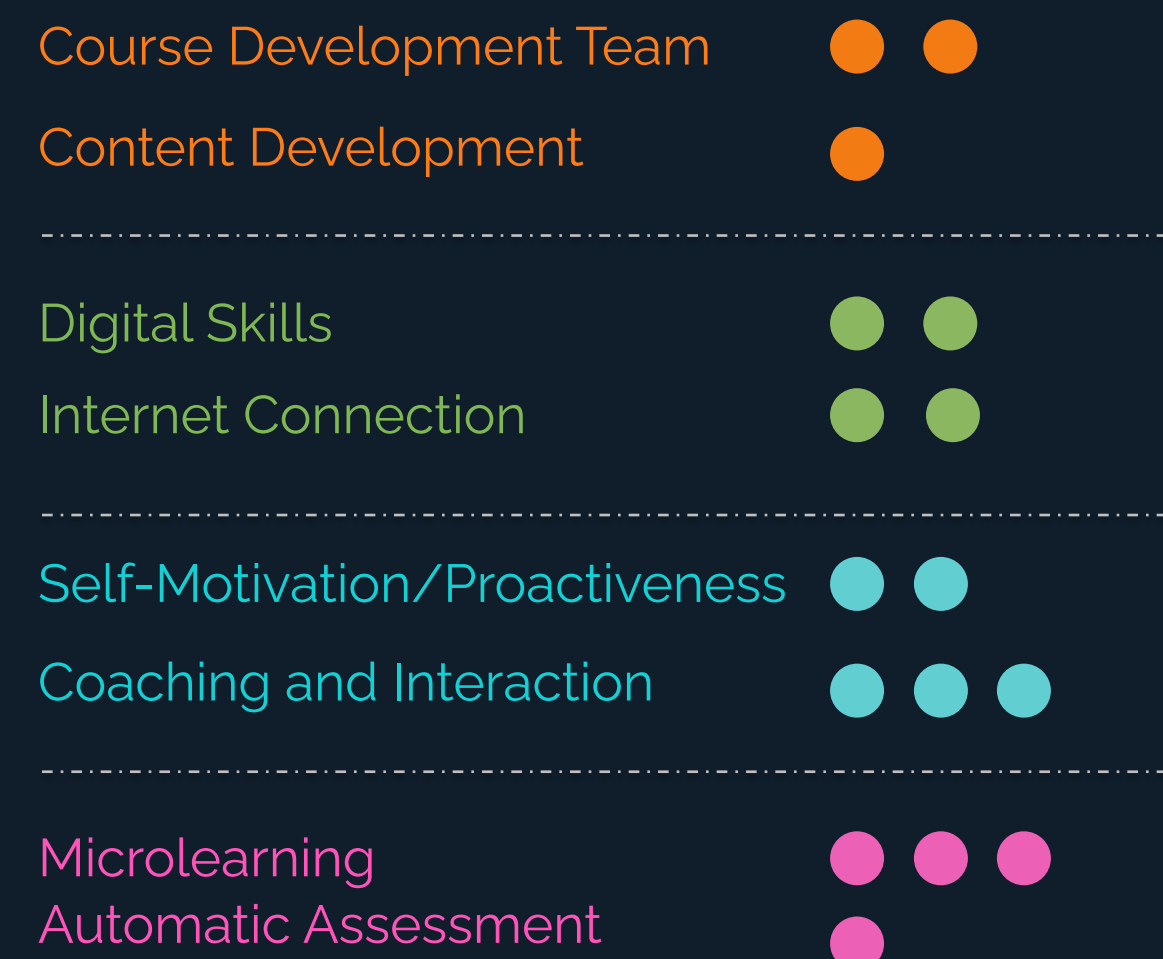 Course Development Team
Content Development
Digital Skills
Internet Connection
Self-Motivation/Proactiveness
Coaching and Interaction
Microlearning
Automatic Assessment